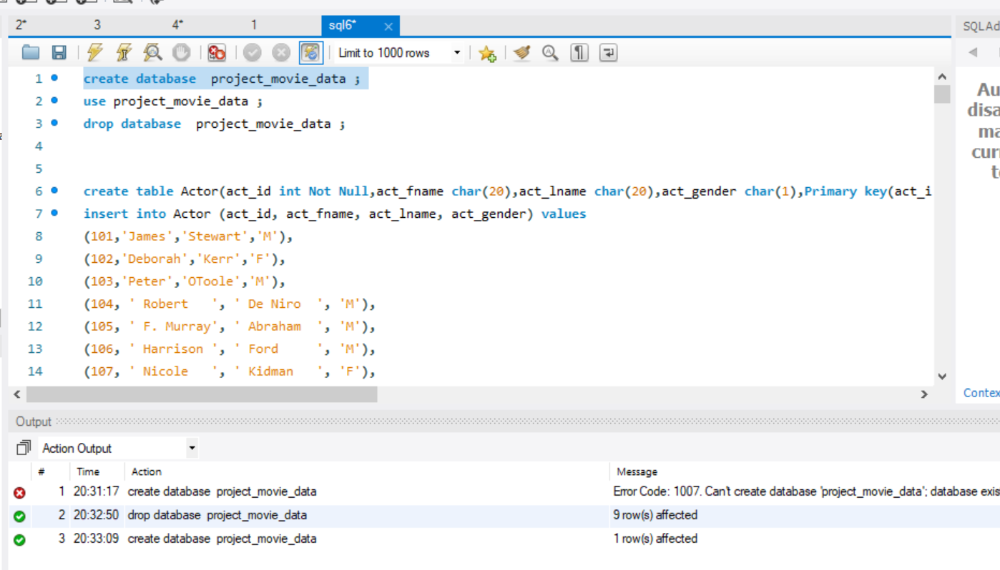 2* 3 4* 1 sql6*
SQLAd
Limit to 1000 rows
1 create database  project_movie_data ;
2 use project_movie_data ;
3 drop database  project_movie_data ;
4
5
6 create table Actor(act_id int Not Null,act_fname char(20),act_lname char(20),act_gender char(1),Primary key(act_i
7 insert into Actor (act_id, act_fname, act_lname, act_gender) values
8 (101,'James','Stewart','M'),
9 (102,'Deborah','Kerr','F'),
10 (103,'Peter','OToole','M'),
11 (104, ' Robert   ', ' De Niro  ', 'M'),
12 (105, ' F. Murray', ' Abraham  ', 'M'),
13 (106, ' Harrison ', ' Ford     ', 'M'),
14 (107, ' Nicole   ', ' Kidman   ', 'F'),
Au
disa
ma
curr
t
Contex
Output
Action Output
# Time Action Message
1 20:31:17 create database  project_movie_data Error Code: 1007. Can't create database 'project_movie_data'; database exis
2 20:32:50 drop database  project_movie_data 9 row(s) affected
3 20:33:09 create database  project_movie_data 1 row(s) affected